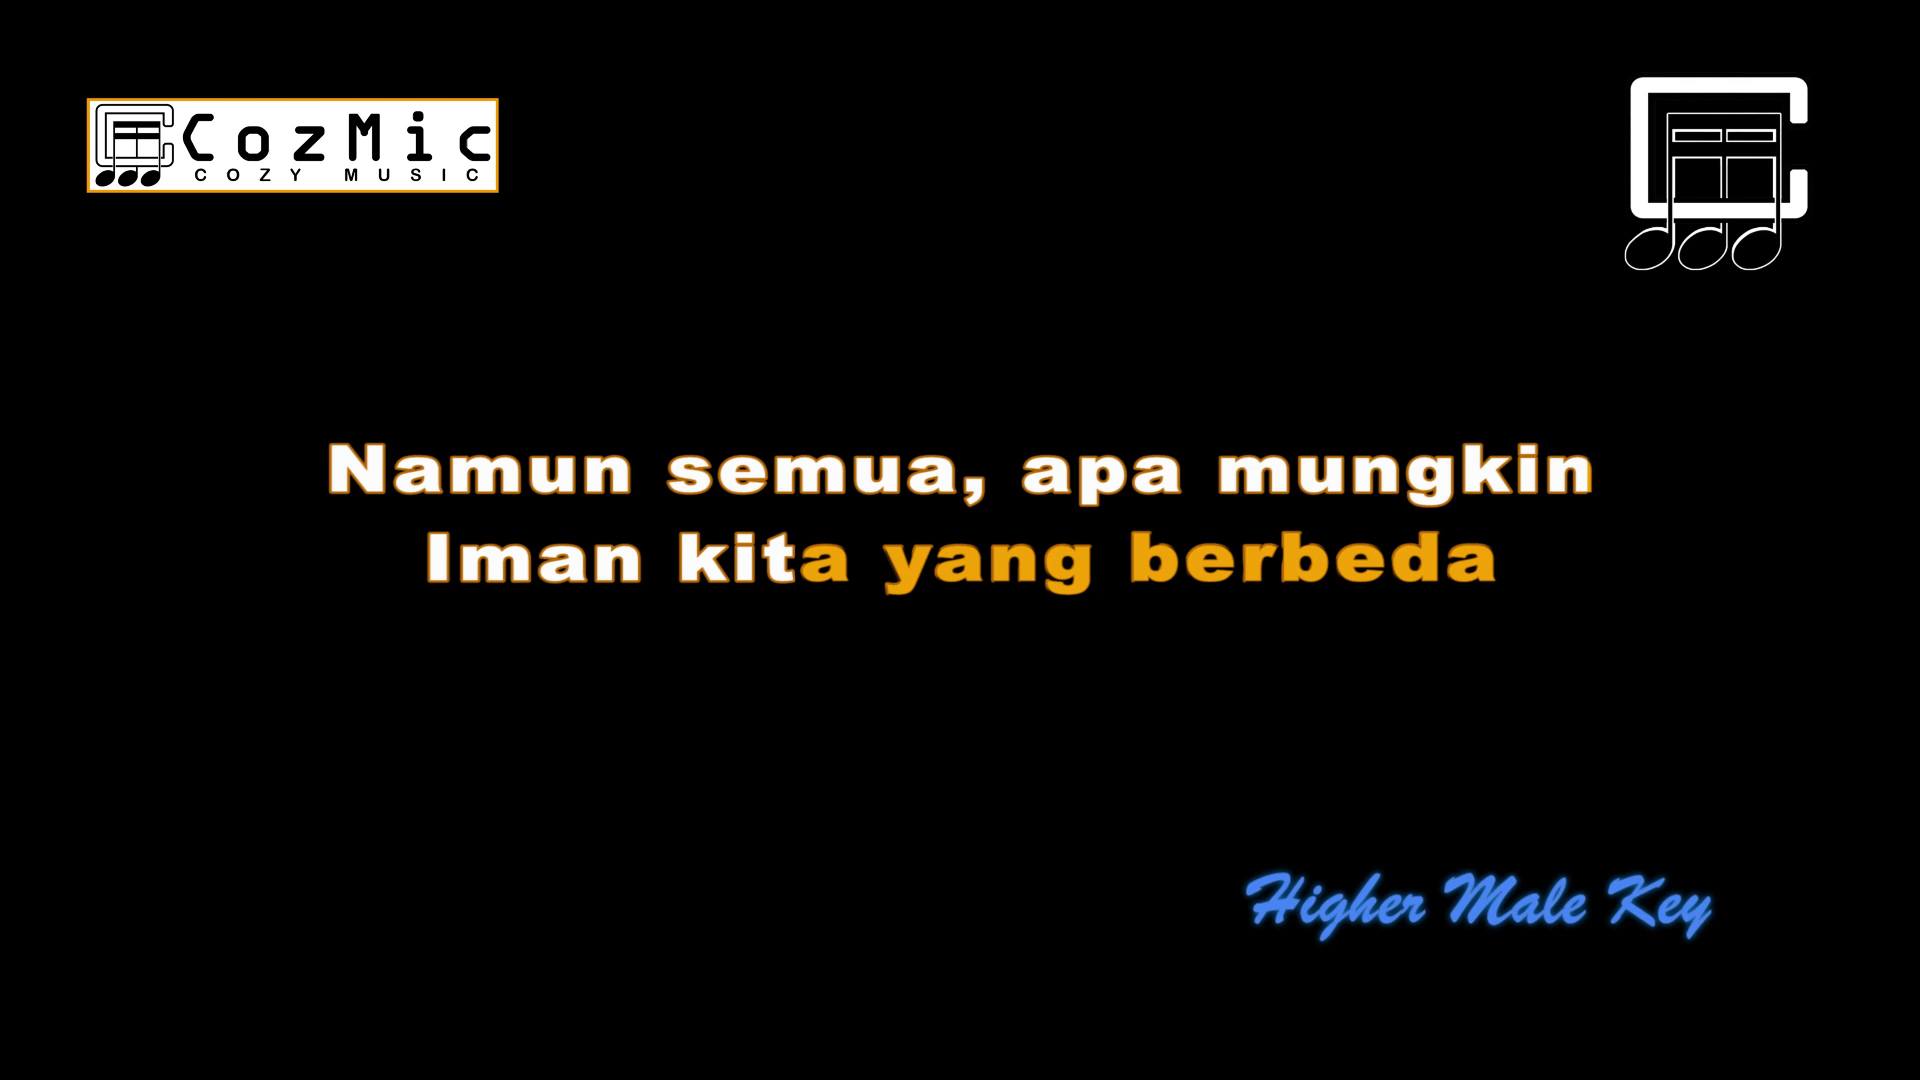 CozMic
COZY MUSIC
Namun semua, apa mungkin
Iman kita yang berbeda
Higher Male Key